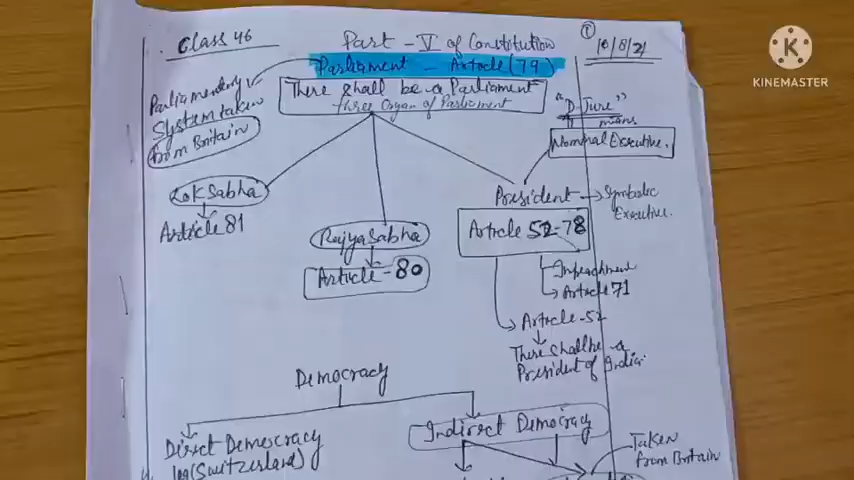 Class 46
Part - V of Constitution
① 10/8/21
Parliament - Article (79)
There shall be a Parliament
three Organ of Parliament
Parliamentery
System taken
from Britain
"D-Jure"
means
Nominal Executive.
Lok Sabha
Article 81
Rajya Sabha
Article - 80
President → Symbolic
Executive.
Article 52-78
Impeachment
Article 71
Article - 52
There shall be a
President of India.
Democracy
Direct Democracy
(Switzerland)
Indirect Democracy
Taken
from Britain
KINEMASTER